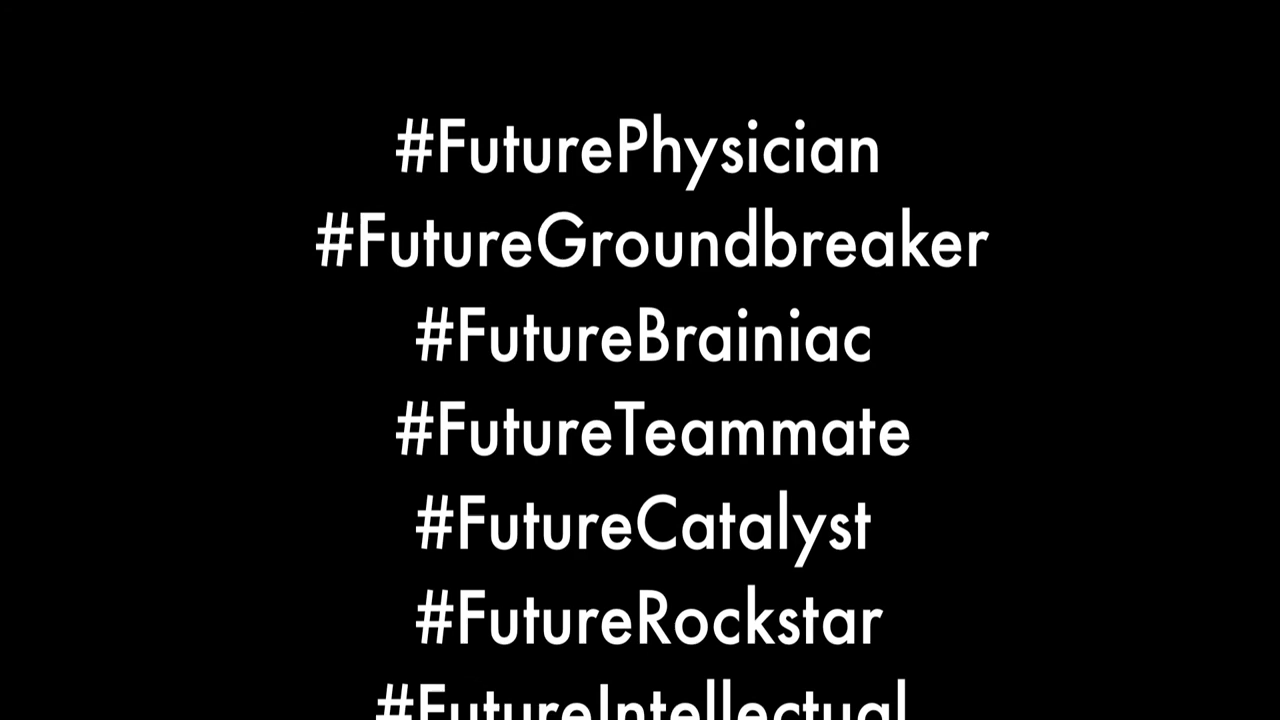 #FuturePhysician
#FutureGroundbreaker
#FutureBrainiac
#FutureTeammate
#FutureCatalyst
#FutureRockstar
#FutureIntellectual